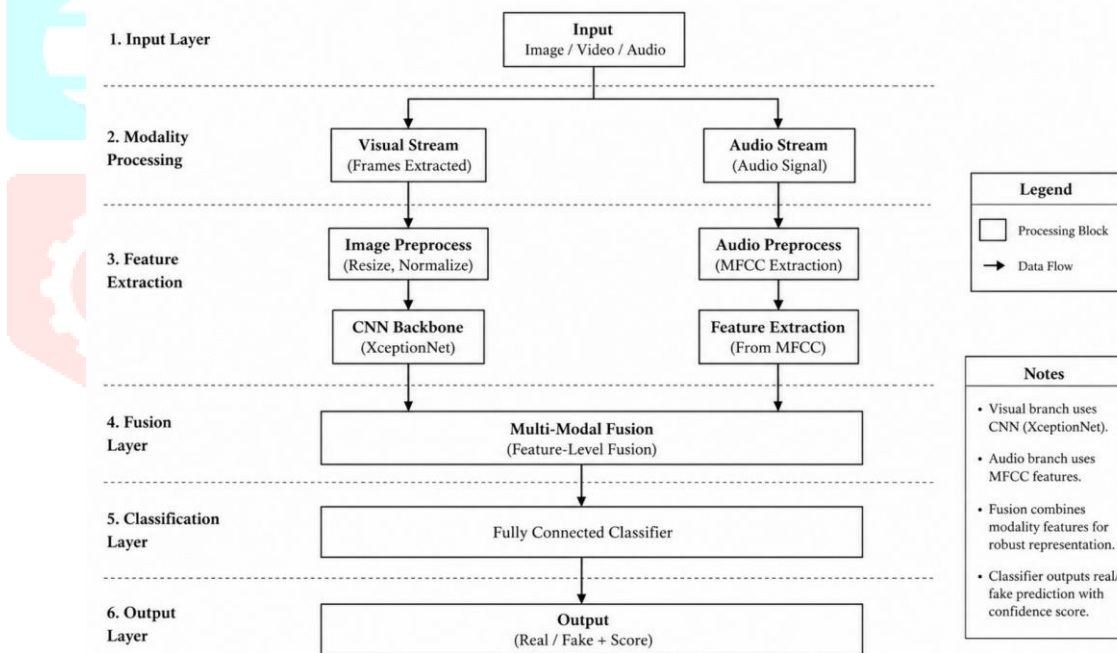 1. Input Layer
Input
Image / Video / Audio
2. Modality
Processing
Visual Stream
(Frames Extracted)
Audio Stream
(Audio Signal)
3. Feature
Extraction
Image Preprocess
(Resize, Normalize)
Audio Preprocess
(MFCC Extraction)
CNN Backbone
(XceptionNet)
Feature Extraction
(From MFCC)
4. Fusion
Layer
Multi-Modal Fusion
(Feature-Level Fusion)
5. Classification
Layer
Fully Connected Classifier
6. Output
Layer
Output
(Real / Fake + Score)
Legend
Processing Block
Data Flow
Notes
• Visual branch uses
CNN (XceptionNet).
• Audio branch uses
MFCC features.
• Fusion combines
modality features for
robust representation.
• Classifier outputs real/
fake prediction with
confidence score.